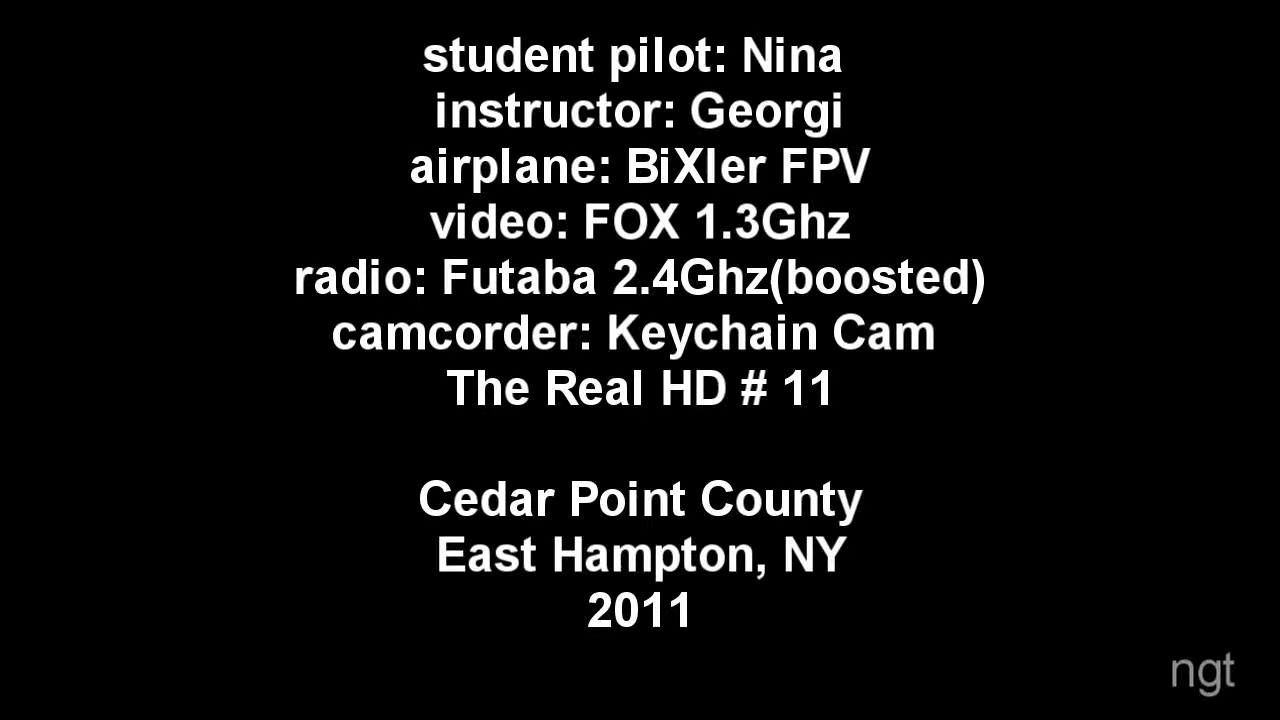 student pilot: Nina
instructor: Georgi
airplane: BiXler FPV
video: FOX 1.3Ghz
radio: Futaba 2.4Ghz(boosted)
camcorder: Keychain Cam
The Real HD # 11
Cedar Point County
East Hampton, NY
2011
ngt